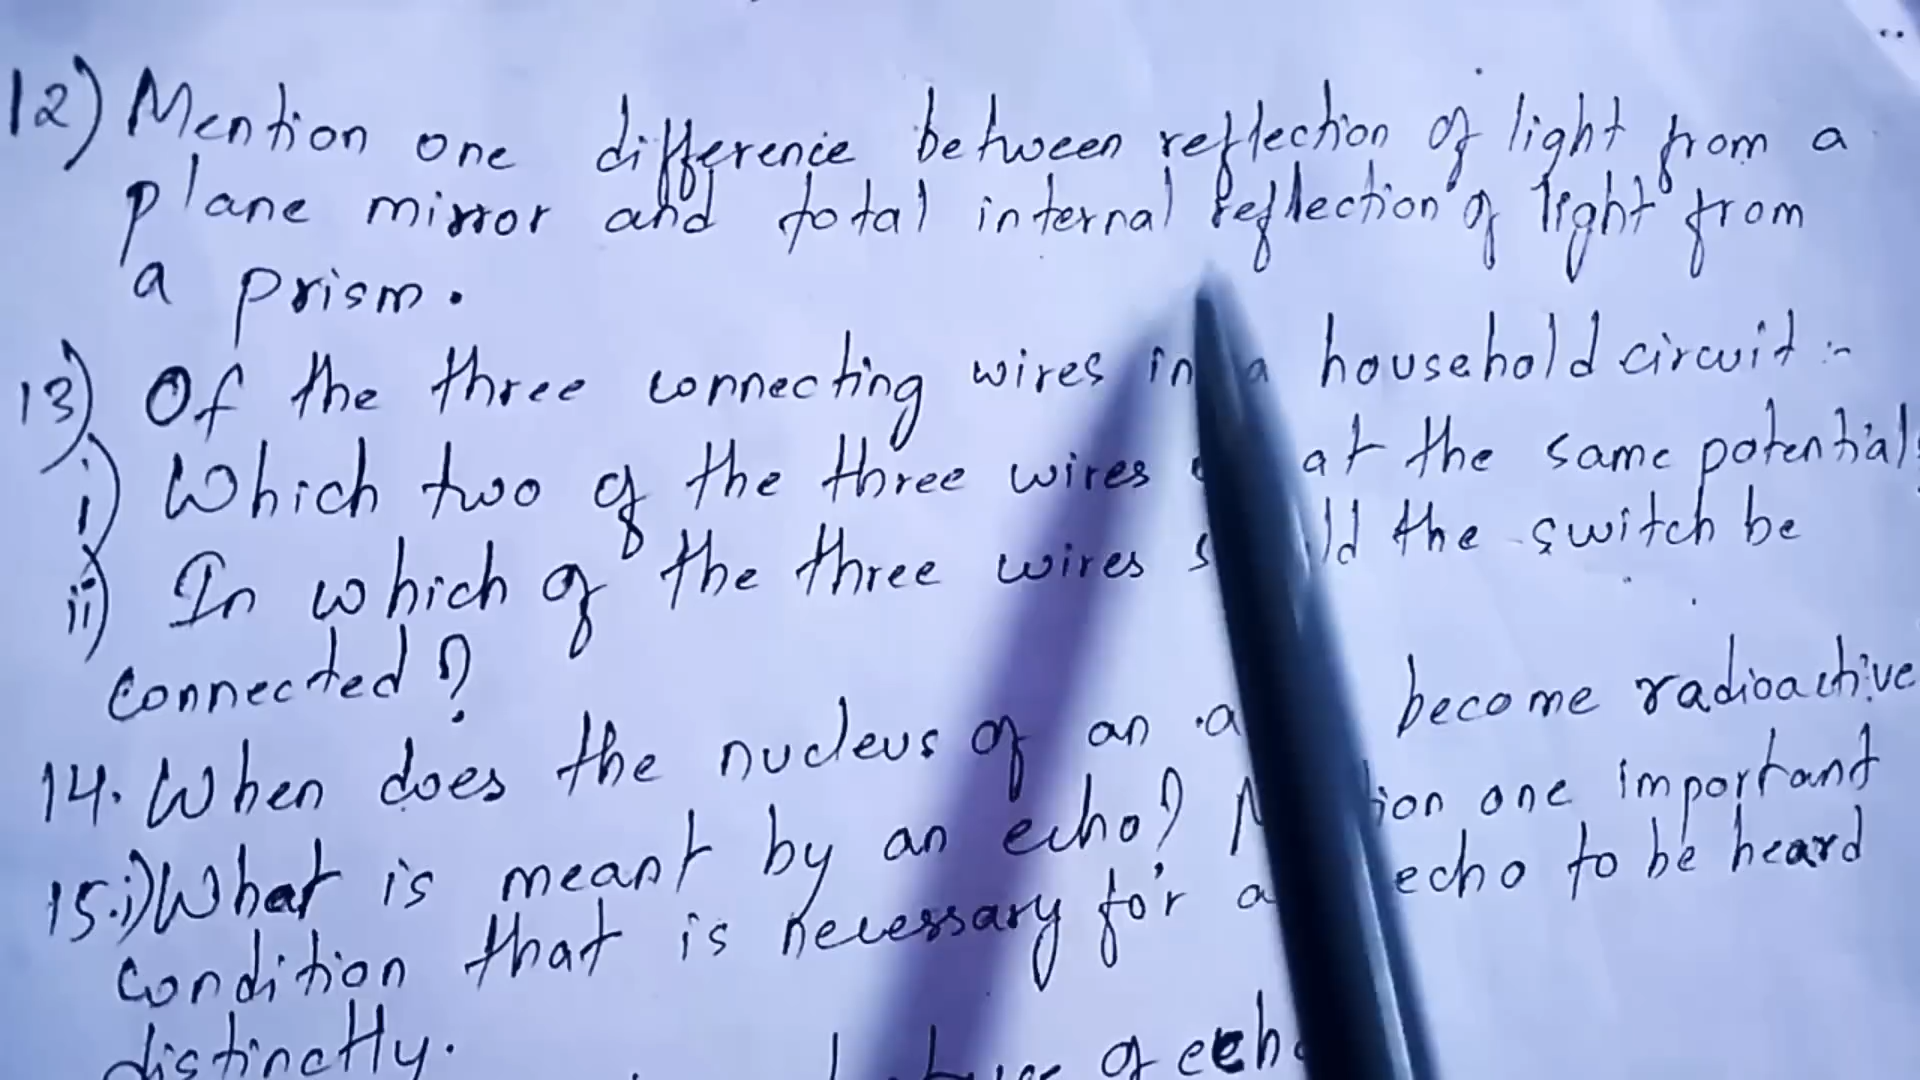 12) Mention one difference between reflection of light from a
plane mirror and total internal reflection of light from
a prism.
13) Of the three connecting wires in a household circuit :-
i) Which two of the three wires at the same potential
ii) In which of the three wires the switch be
connected?
14. When does the nucleus of an become radioactive
15.i) What is meant by an echo? one important
condition that is necessary for echo to be heard
distinctly.
of